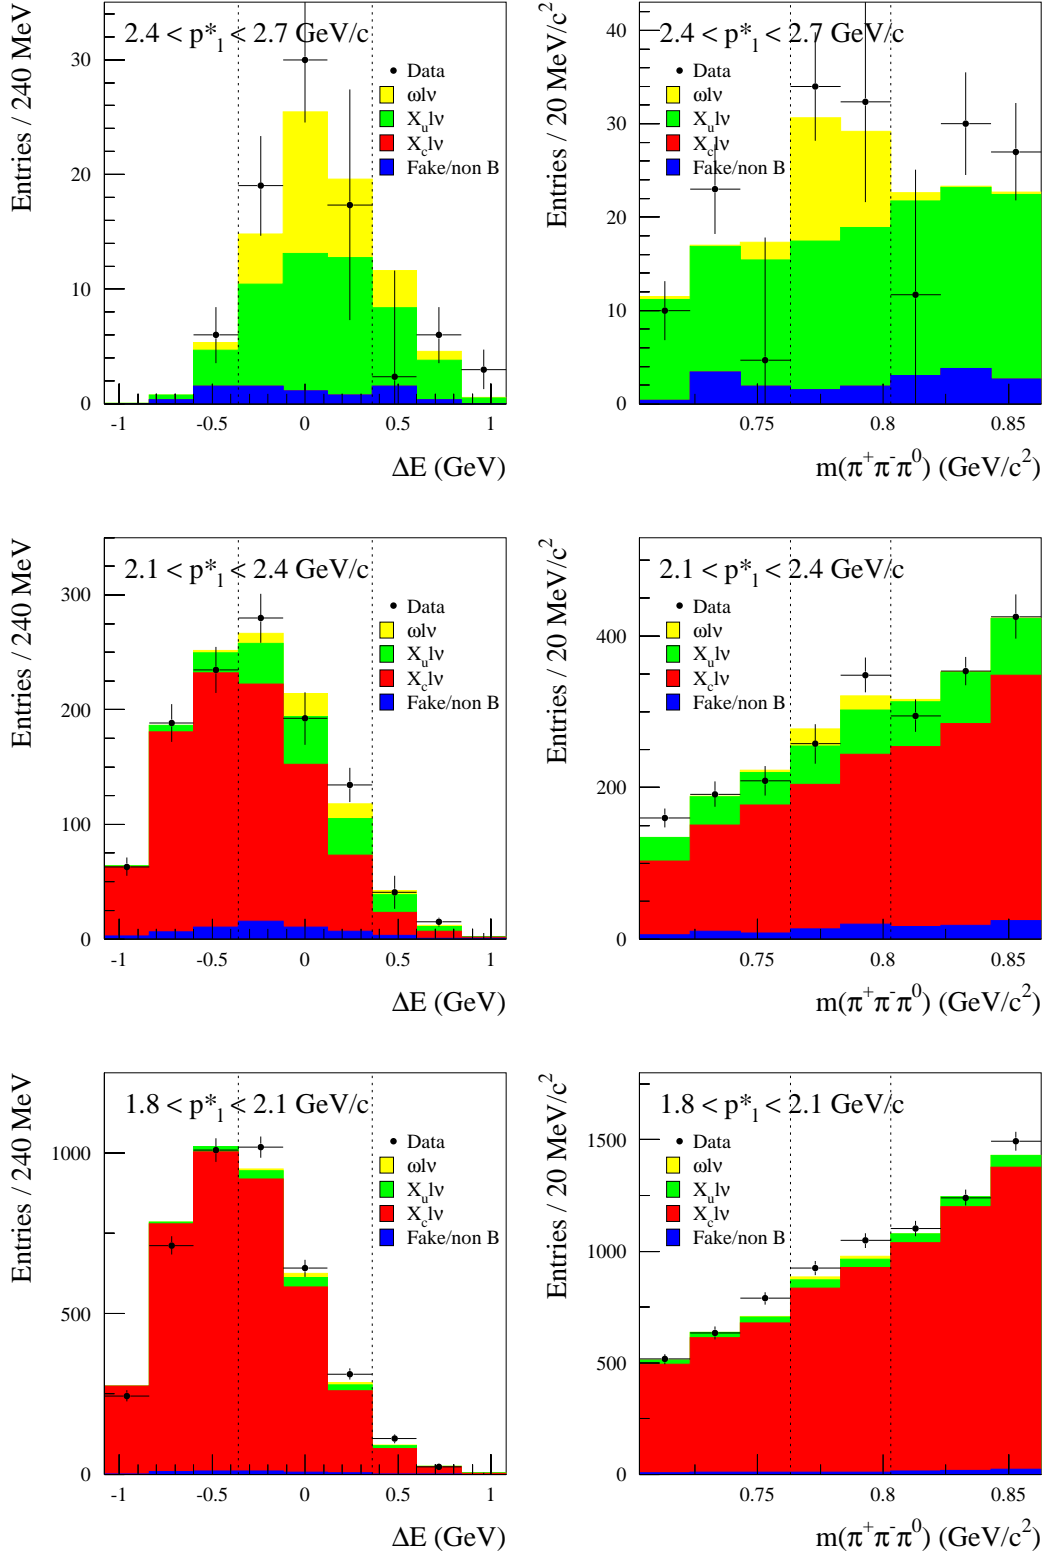 Entries / 240 MeV
2.4 < p*l < 2.7 GeV/c
Data
ωlν
Xulν
Xclν
Fake/non B
30
20
10
0
-1 -0.5 0 0.5 1
ΔE (GeV)
Entries / 20 MeV/c2
2.4 < p*l < 2.7 GeV/c
Data
ωlν
Xulν
Xclν
Fake/non B
40
30
20
10
0
0.75 0.8 0.85
m(π+π-π0) (GeV/c2)
Entries / 240 MeV
2.1 < p*l < 2.4 GeV/c
Data
ωlν
Xulν
Xclν
Fake/non B
300
200
100
0
-1 -0.5 0 0.5 1
ΔE (GeV)
Entries / 20 MeV/c2
2.1 < p*l < 2.4 GeV/c
Data
ωlν
Xulν
Xclν
Fake/non B
400
200
0
0.75 0.8 0.85
m(π+π-π0) (GeV/c2)
Entries / 240 MeV
1.8 < p*l < 2.1 GeV/c
Data
ωlν
Xulν
Xclν
Fake/non B
1000
500
0
-1 -0.5 0 0.5 1
ΔE (GeV)
Entries / 20 MeV/c2
1.8 < p*l < 2.1 GeV/c
Data
ωlν
Xulν
Xclν
Fake/non B
1500
1000
500
0
0.75 0.8 0.85
m(π+π-π0) (GeV/c2)